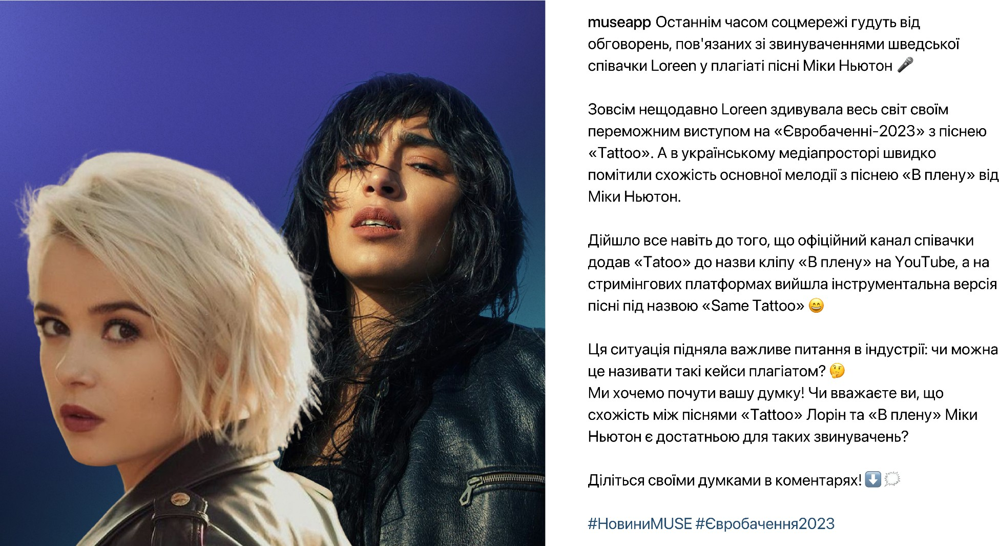 museapp Останнім часом соцмережі гудуть від
обговорень, пов'язаних зі звинуваченнями шведської
співачки Loreen у плагіаті пісні Міки Ньютон 🎤
Зовсім нещодавно Loreen здивувала весь світ своїм
переможним виступом на «Євробаченні-2023» з піснею
«Tattoo». А в українському медіапросторі швидко
помітили схожість основної мелодії з піснею «В плену» від
Міки Ньютон.
Дійшло все навіть до того, що офіційний канал співачки
додав «Tatoo» до назви кліпу «В плену» на YouTube, а на
стримінгових платформах вийшла інструментальна версія
пісні під назвою «Same Tattoo» 😄
Ця ситуація підняла важливе питання в індустрії: чи можна
це називати такі кейси плагіатом? 🤔
Ми хочемо почути вашу думку! Чи вважаєте ви, що
схожість між піснями «Tattoo» Лорін та «В плену» Міки
Ньютон є достатньою для таких звинувачень?
Діліться своїми думками в коментарях! ⬇️🗯
#НовиниMUSE #Євробачення2023